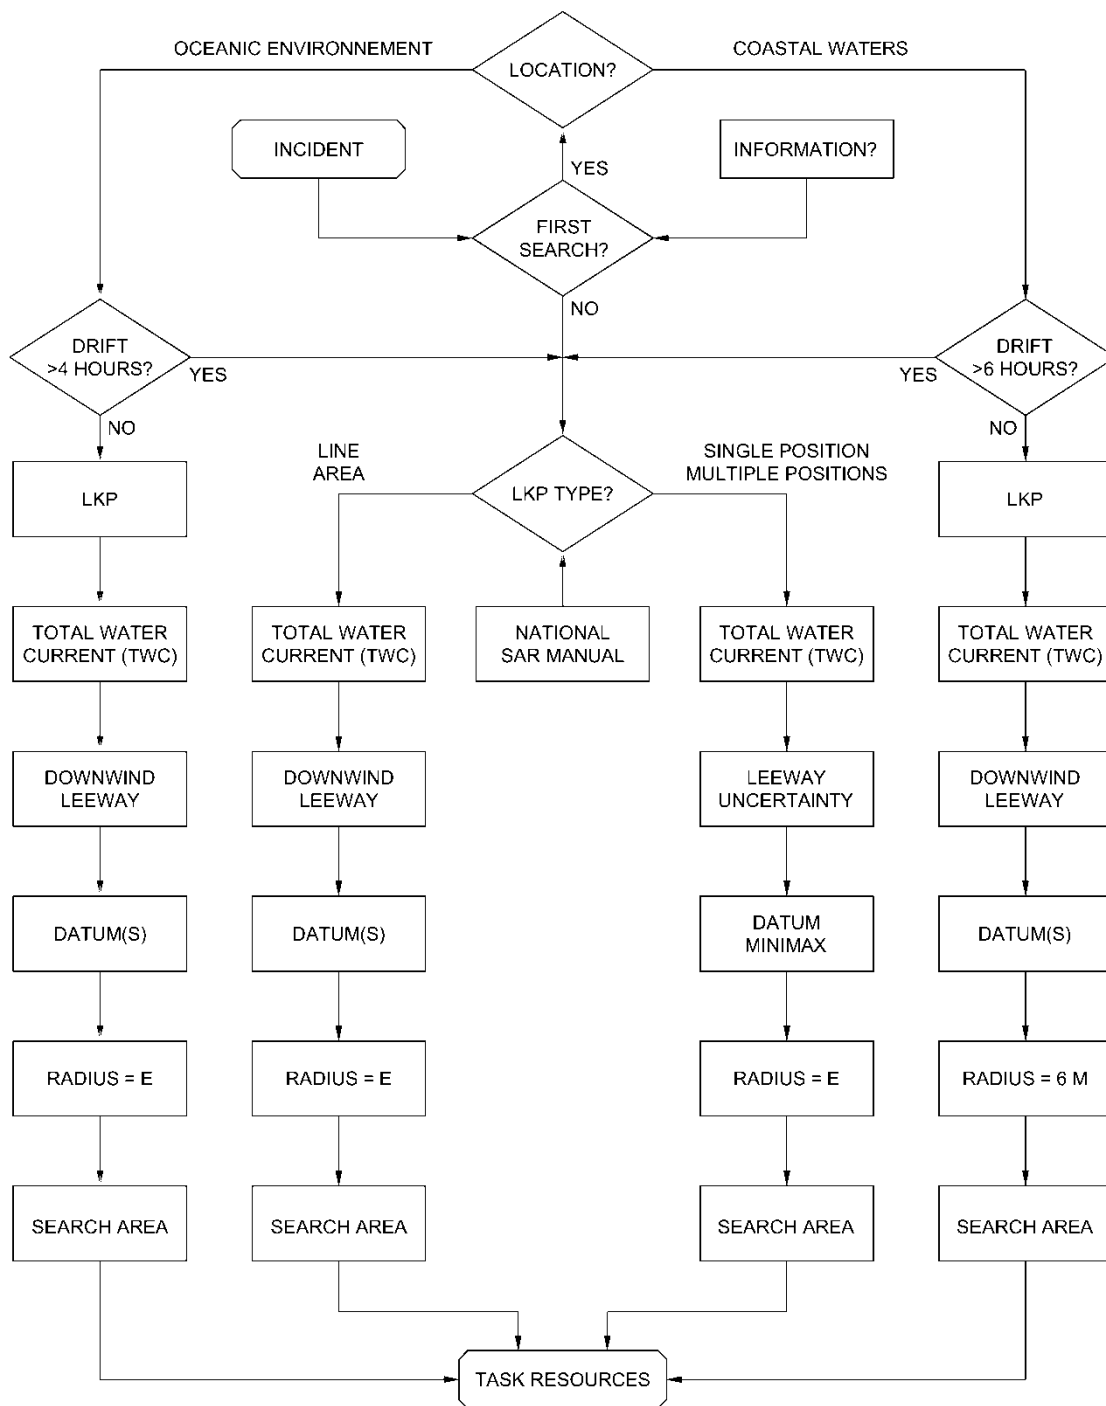 OCEANIC ENVIRONNEMENT
COASTAL WATERS
LOCATION?
INCIDENT
INFORMATION?
YES
FIRST
SEARCH?
NO
DRIFT
>4 HOURS?
YES
DRIFT
>6 HOURS?
YES
NO
NO
LINE
AREA
SINGLE POSITION
MULTIPLE POSITIONS
LKP
LKP TYPE?
LKP
TOTAL WATER
CURRENT (TWC)
TOTAL WATER
CURRENT (TWC)
NATIONAL
SAR MANUAL
TOTAL WATER
CURRENT (TWC)
TOTAL WATER
CURRENT (TWC)
DOWNWIND
LEEWAY
DOWNWIND
LEEWAY
LEEWAY
UNCERTAINTY
DOWNWIND
LEEWAY
DATUM(S)
DATUM(S)
DATUM
MINIMAX
DATUM(S)
RADIUS = E
RADIUS = E
RADIUS = E
RADIUS = 6 M
SEARCH AREA
SEARCH AREA
SEARCH AREA
SEARCH AREA
TASK RESOURCES